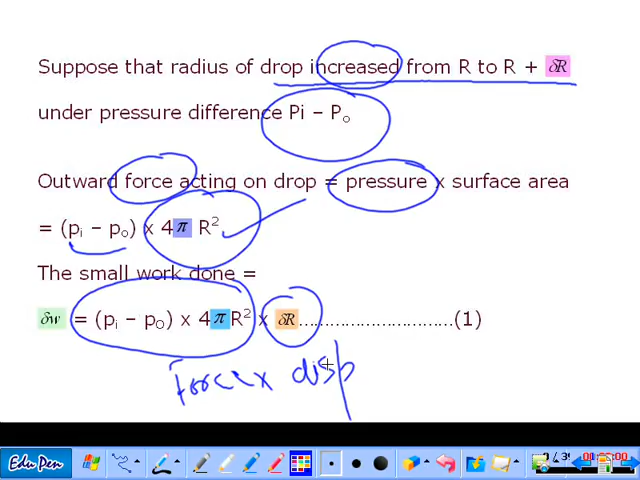 Suppose that radius of drop increased from R to R + δR
under pressure difference Pi – Po
Outward force acting on drop = pressure x surface area
= (pi – po) x 4π R²
The small work done =
δw = (pi – pO) x 4πR² x δR..............................(1)
Force x disp
Edu Pen